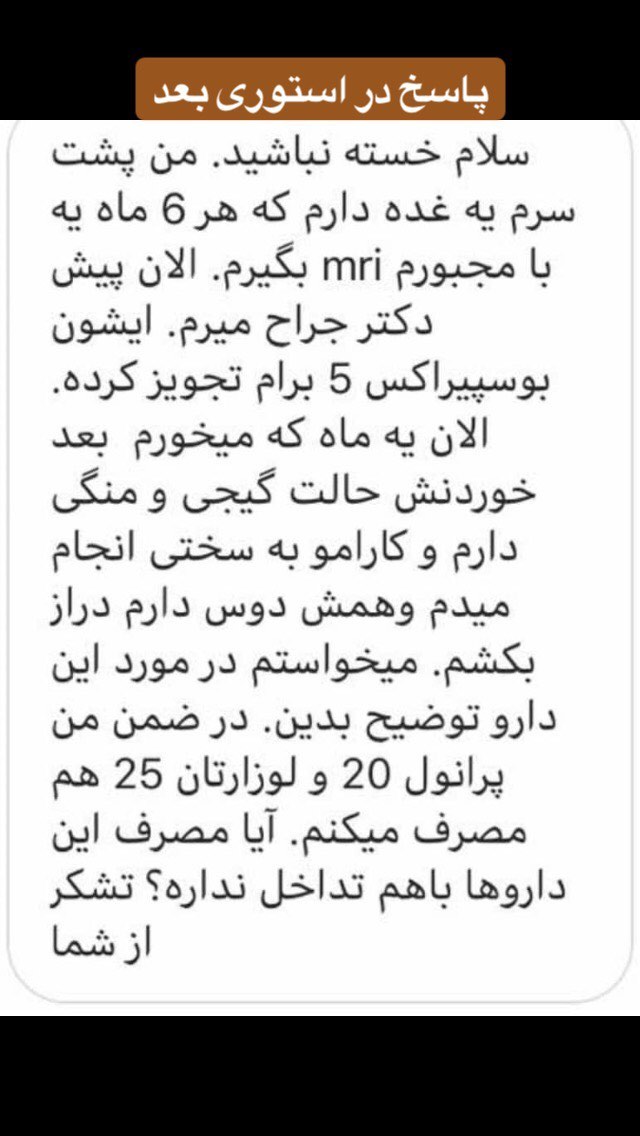 پاسخ در استوری بعد
سلام خسته نباشید. من پشت
سرم یه غده دارم که هر 6 ماه یه
با مجبورم mri بگیرم. الان پیش
دکتر جراح میرم. ایشون
بوسپیراکس 5 برام تجویز کرده.
الان یه ماه که میخورم بعد
خوردنش حالت گیجی و منگی
دارم و کارامو به سختی انجام
میدم وهمش دوس دارم دراز
بکشم. میخواستم در مورد این
دارو توضیح بدین. در ضمن من
پرانول 20 و لوزارتان 25 هم
مصرف میکنم. آیا مصرف این
داروها باهم تداخل نداره؟ تشکر
از شما